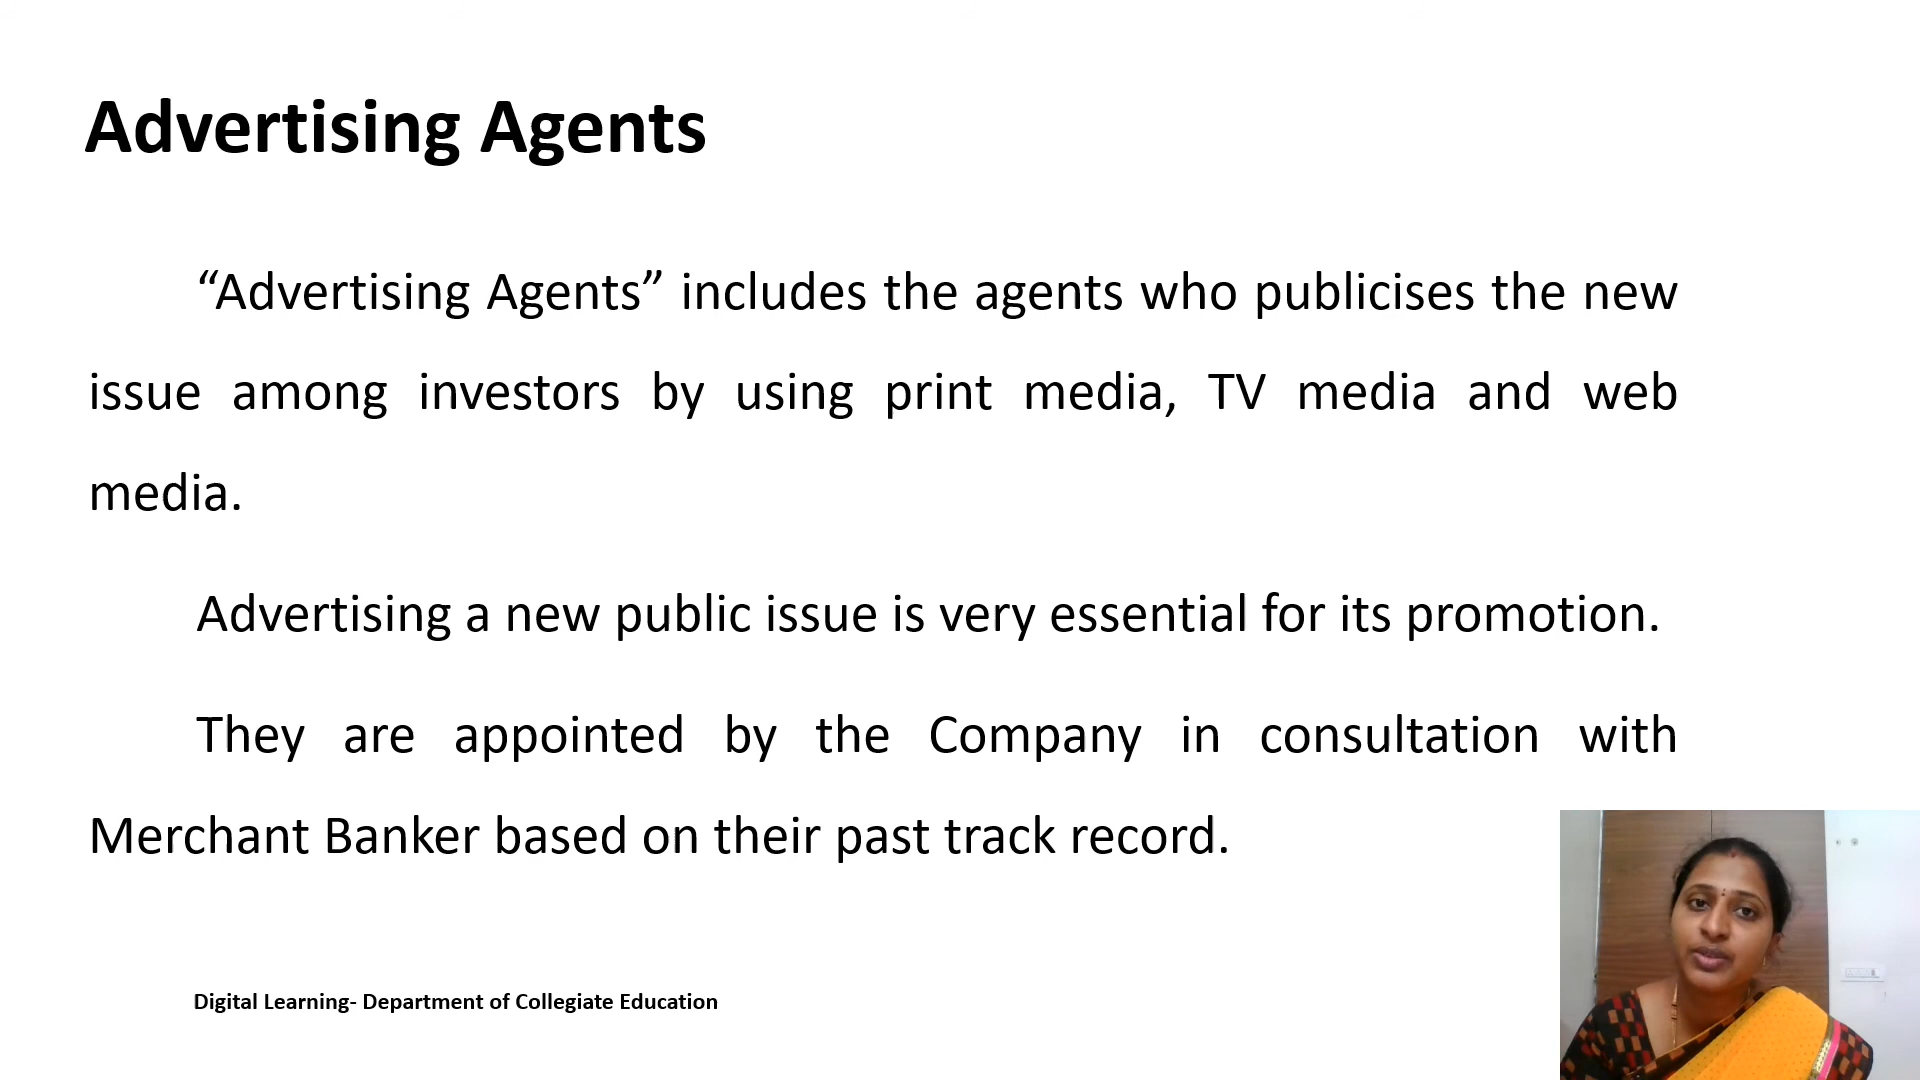 Advertising Agents
“Advertising Agents” includes the agents who publicises the new
issue among investors by using print media, TV media and web
media.
Advertising a new public issue is very essential for its promotion.
They are appointed by the Company in consultation with
Merchant Banker based on their past track record.
Digital Learning- Department of Collegiate Education